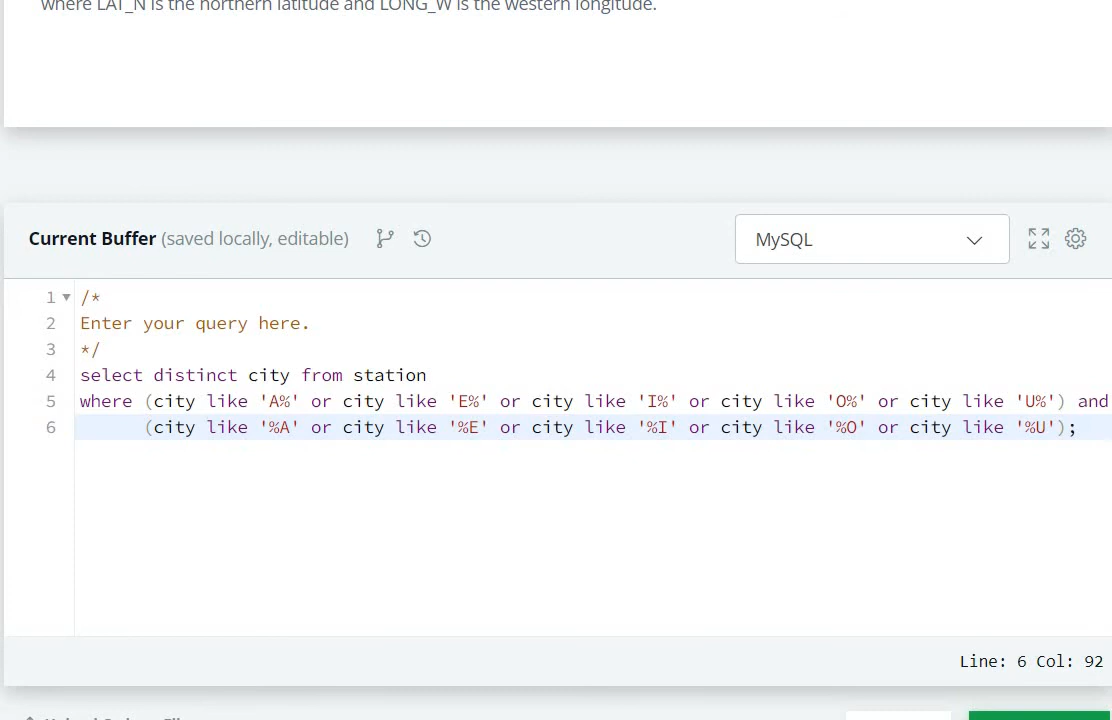 where LAT_N is the northern latitude and LONG_W is the western longitude.
Current Buffer (saved locally, editable)
MySQL
1 /*
2 Enter your query here.
3 */
4 select distinct city from station
5 where (city like 'A%' or city like 'E%' or city like 'I%' or city like 'O%' or city like 'U%') and
6 (city like '%A' or city like '%E' or city like '%I' or city like '%O' or city like '%U');
Line: 6 Col: 92